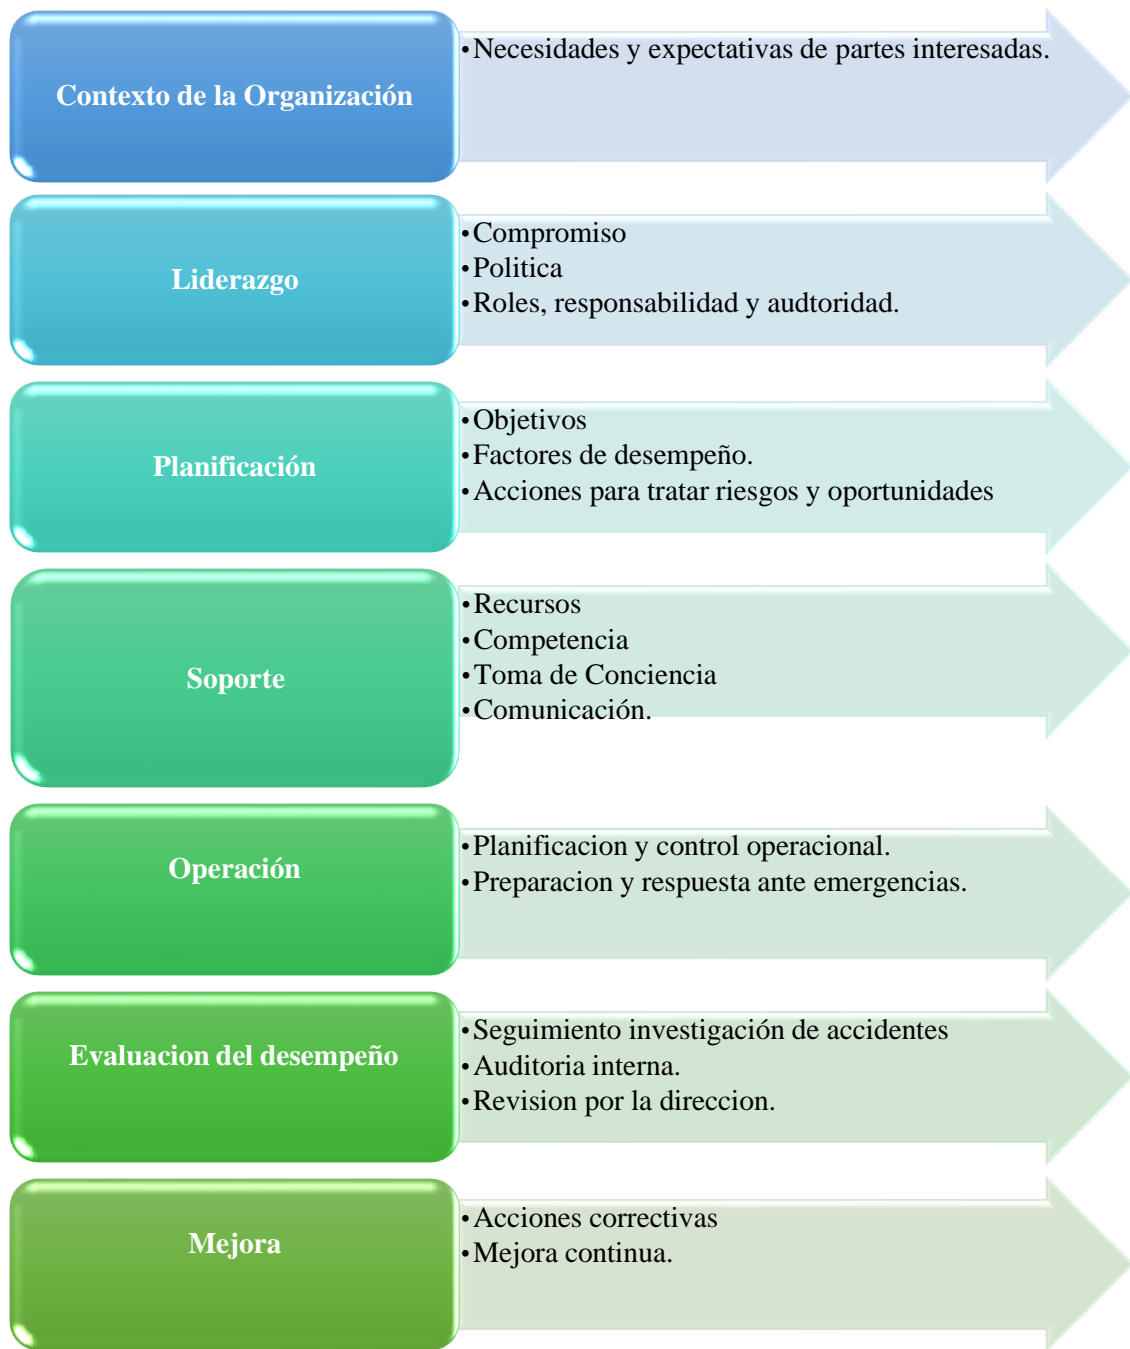 Contexto de la Organización
•Necesidades y expectativas de partes interesadas.
Liderazgo
•Compromiso
•Politica
•Roles, responsabilidad y audtoridad.
Planificación
•Objetivos
•Factores de desempeño.
•Acciones para tratar riesgos y oportunidades
Soporte
•Recursos
•Competencia
•Toma de Conciencia
•Comunicación.
Operación
•Planificacion y control operacional.
•Preparacion y respuesta ante emergencias.
Evaluacion del desempeño
•Seguimiento investigación de accidentes
•Auditoria interna.
•Revision por la direccion.
Mejora
•Acciones correctivas
•Mejora continua.